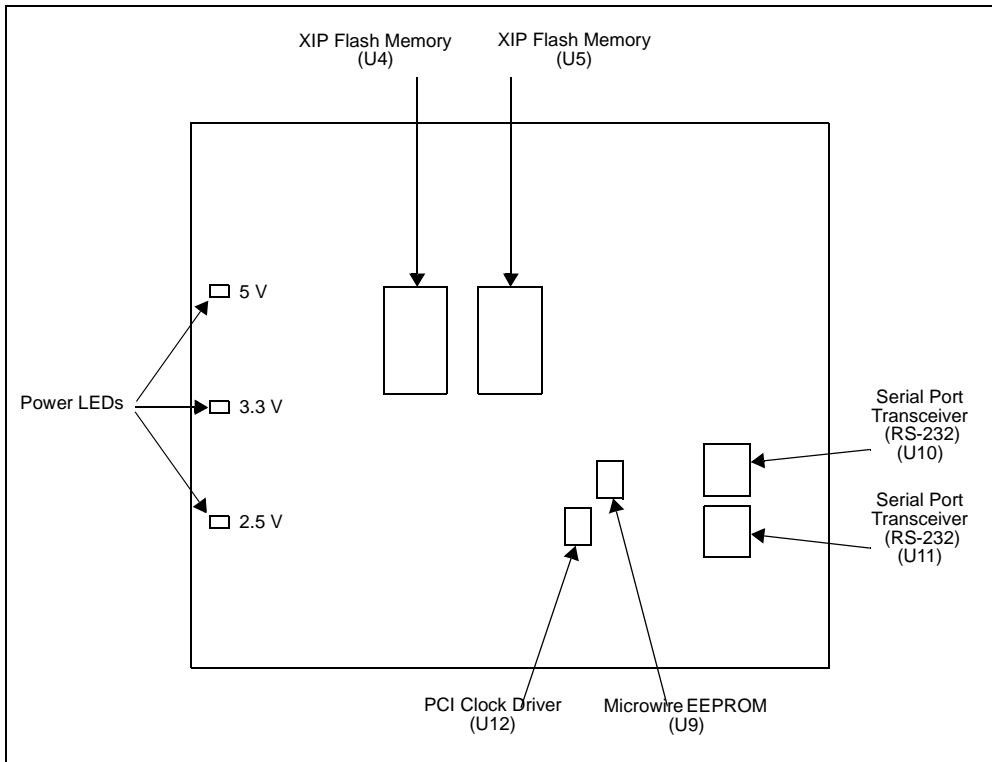 XIP Flash Memory
(U4)
XIP Flash Memory
(U5)
5 V
Power LEDs
3.3 V
2.5 V
Serial Port
Transceiver
(RS-232)
(U10)
Serial Port
Transceiver
(RS-232)
(U11)
PCI Clock Driver
(U12)
Microwire EEPROM
(U9)